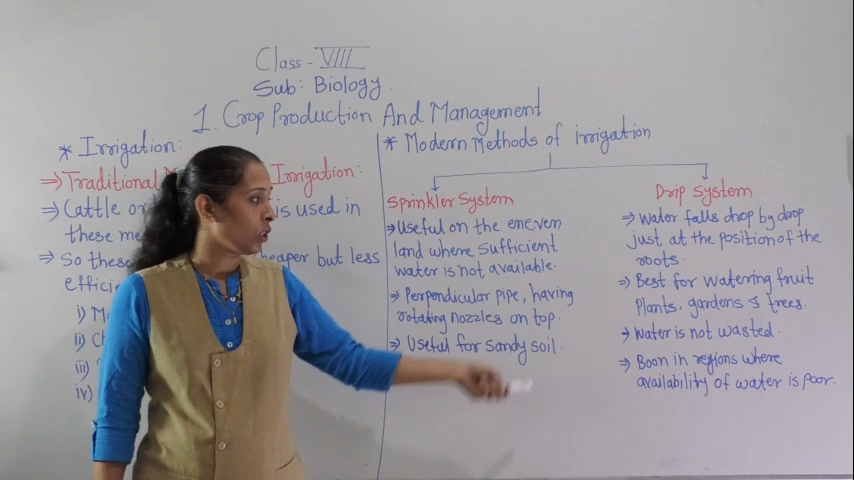 Class - VIII
Sub: Biology
1. Crop Production And Management
* Irrigation:
⇒ Traditional M Irrigation:
⇒ Cattle or is used in
these me
⇒ So these heaper but less
effici
i) M
ii) Ch
iii)
iv)
* Modern Methods of irrigation
Sprinkler System
⇒ Useful on the eneven
land where sufficient
water is not available.
⇒ Perpendicular pipe, having
rotating nozzles on top.
⇒ Useful for sandy soil.
Drip System
⇒ Water falls drop by drop
just at the position of the
roots.
⇒ Best for watering fruit
Plants, gardens & trees.
⇒ Water is not wasted.
⇒ Boon in regions where
availability of water is poor.